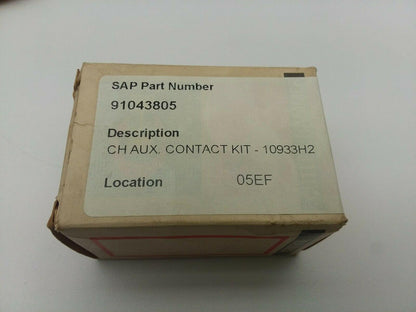 SAP Part Number
91043805
Description
CH AUX. CONTACT KIT - 10933H2
Location 05EF